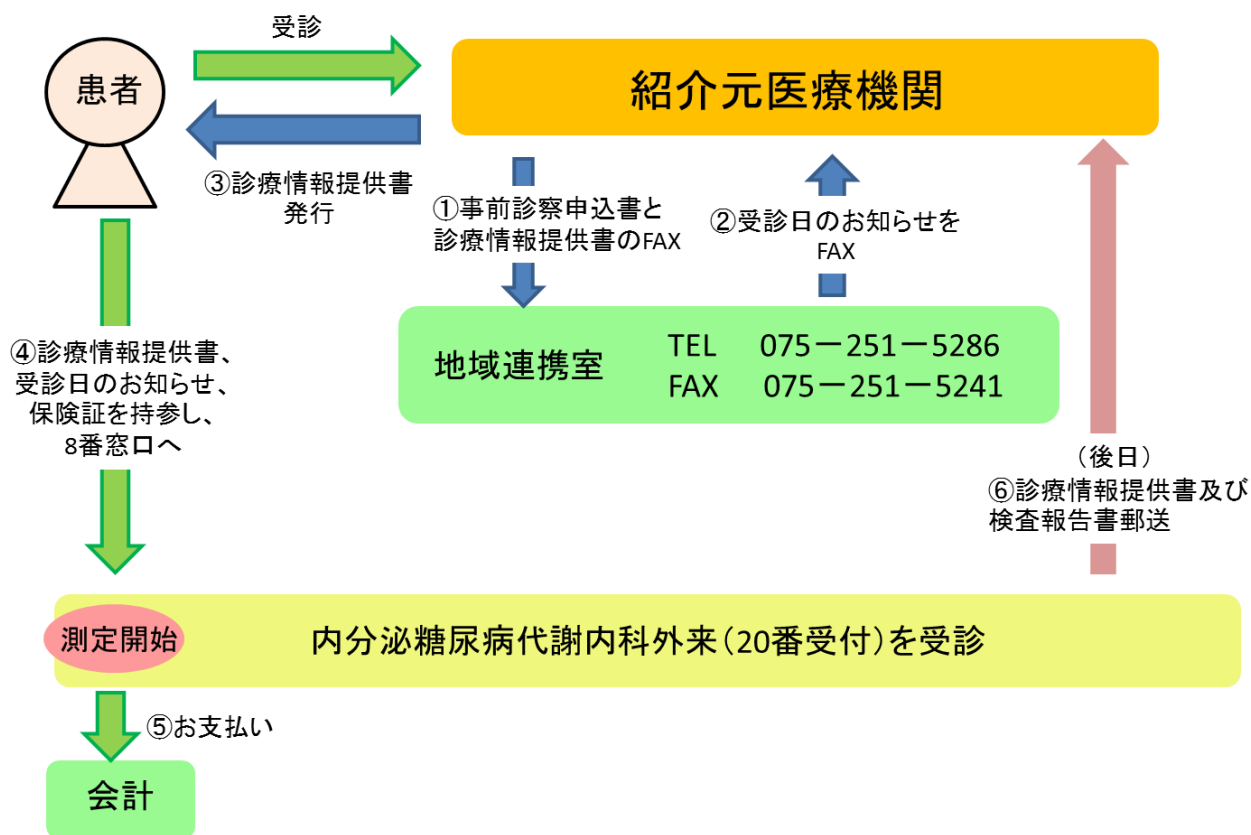 受診
患者
紹介元医療機関
③診療情報提供書
発行
①事前診察申込書と
診療情報提供書のFAX
②受診日のお知らせを
FAX
地域連携室
TEL 075－251－5286
FAX 075－251－5241
④診療情報提供書、
受診日のお知らせ、
保険証を持参し、
8番窓口へ
（後日）
⑥診療情報提供書及び
検査報告書郵送
測定開始
内分泌糖尿病代謝内科外来（20番受付）を受診
⑤お支払い
会計